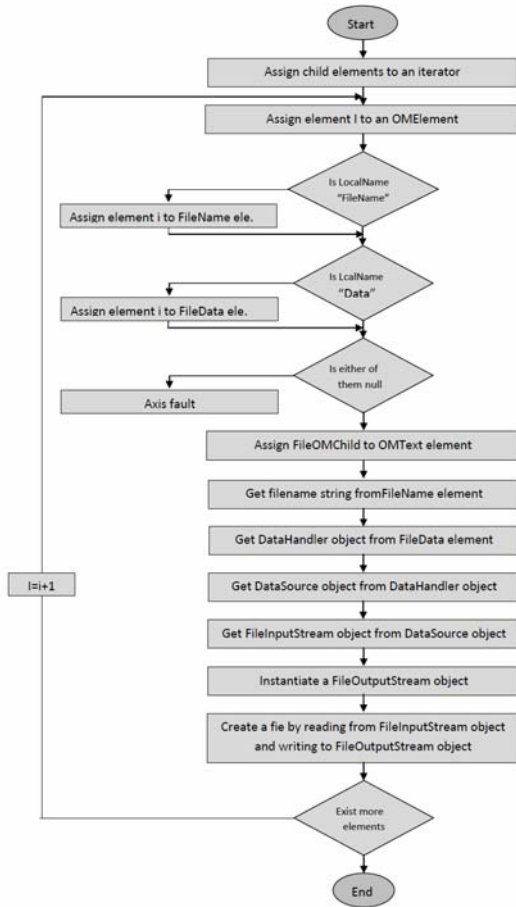 Start
Assign child elements to an iterator
Assign element I to an OMElement
Is LocalName
“FileName”
Assign element i to FileName ele.
Is LcalName
“Data”
Assign element i to FileData ele.
Is either of
them null
Axis fault
Assign FileOMChild to OMText element
Get filename string fromFileName element
Get DataHandler object from FileData element
I=i+1
Get DataSource object from DataHandler object
Get FileInputStream object from DataSource object
Instantiate a FileOutputStream object
Create a fie by reading from FileInputStream object
and writing to FileOutputStream object
Exist more
elements
End